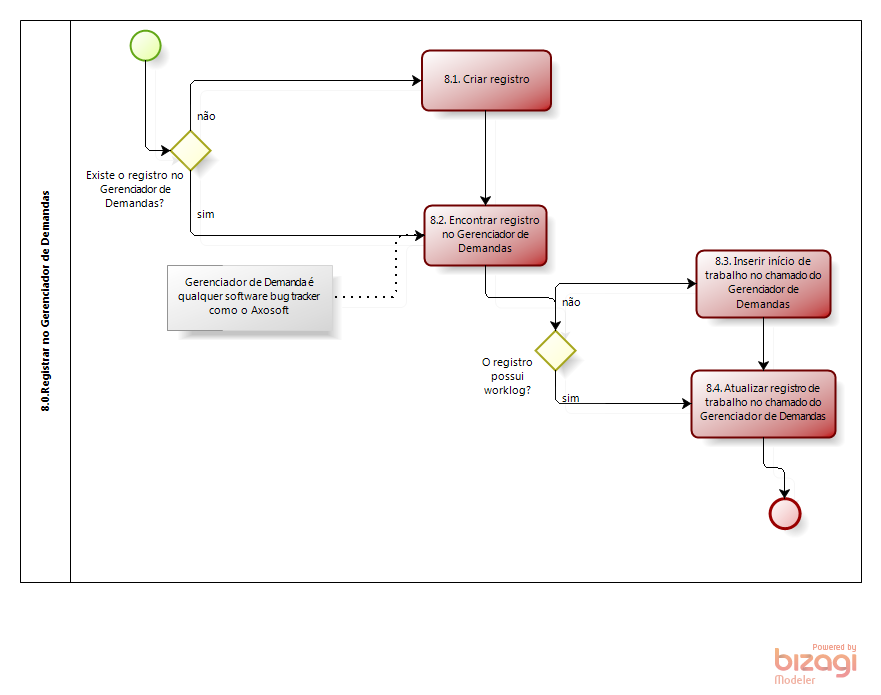 8.0.Registrar no Gerenciador de Demandas
8.1. Criar registro
não
Existe o registro no
Gerenciador de
Demandas?
sim
8.2. Encontrar registro
no Gerenciador de
Demandas
Gerenciador de Demanda é
qualquer software bug tracker
como o Axosoft
8.3. Inserir início de
trabalho no chamado do
Gerenciador de
Demandas
não
O registro
possui
worklog?
sim
8.4. Atualizar registro de
trabalho no chamado do
Gerenciador de Demandas
Powered by
bizagi
Modeler